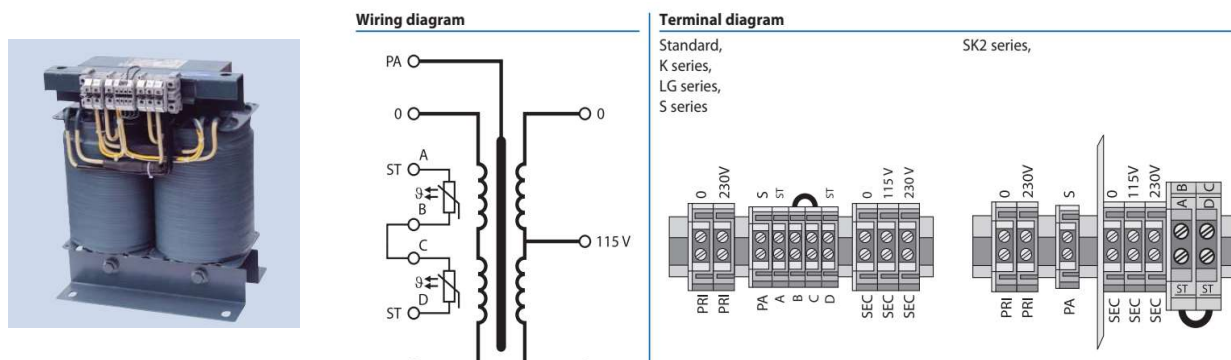 Wiring diagram
PA
0
0
A
ST
ϑ
B
C
115 V
ϑ
D
ST
Terminal diagram
Standard,
K series,
LG series,
S series
SK2 series,
0 230V S ST ST 0 115 V 230 V
PRI PRI PA A B C D SEC SEC SEC
0 230V S 0 115V 230V A B D C
PRI PRI PA SEC SEC SEC ST ST